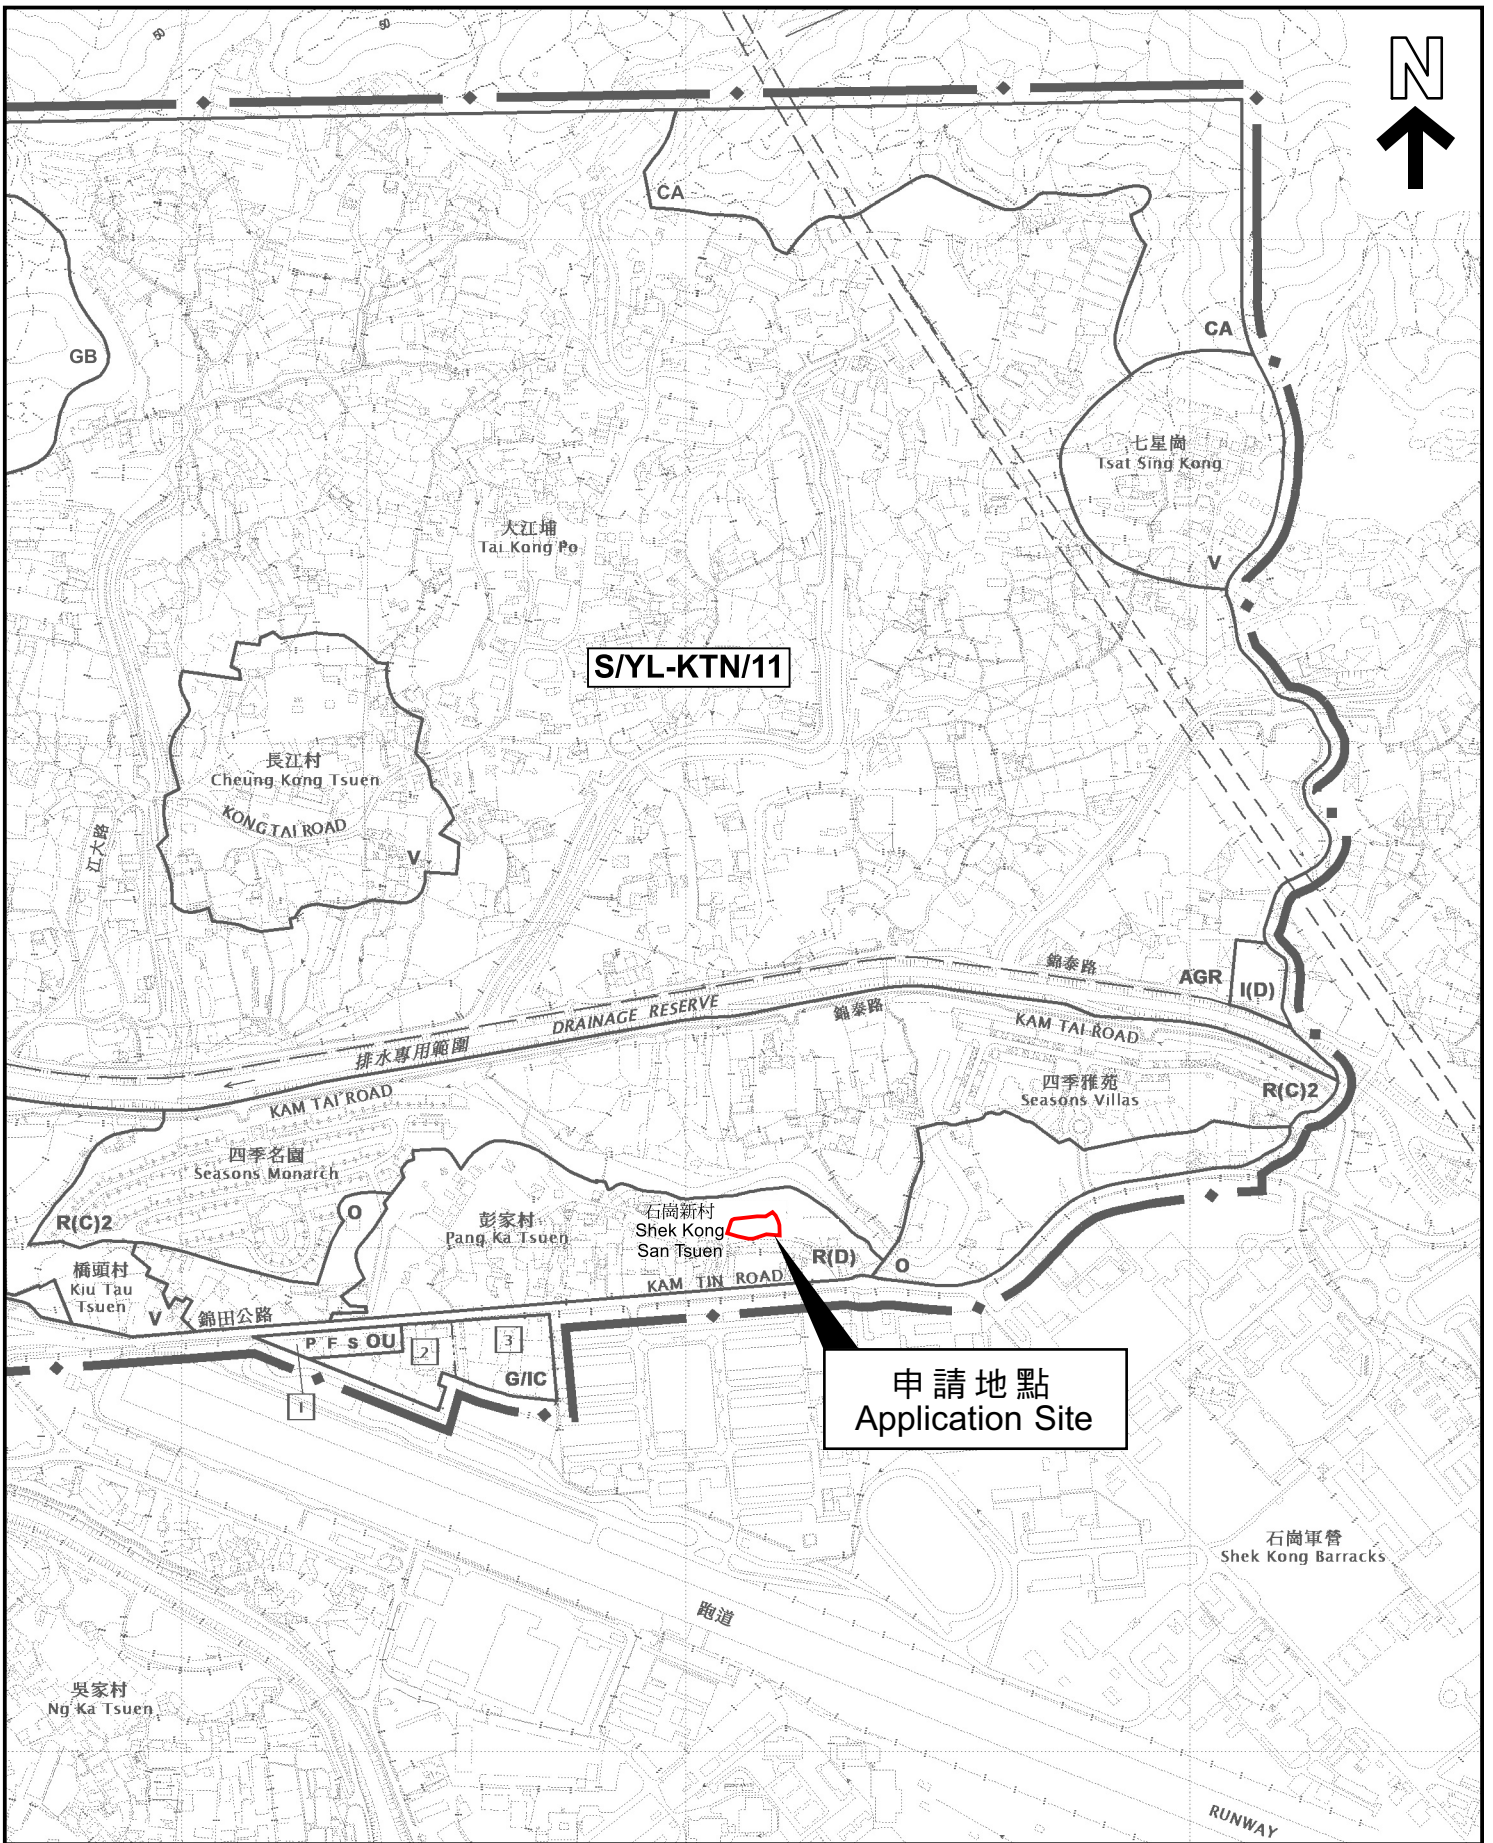 50
50
N
CA
CA
GB
七星崗
Tsat Sing Kong
大江埔
Tai Kong Po
V
S/YL-KTN/11
長江村
Cheung Kong Tsuen
KONG TAI ROAD
江大路
V
錦泰路
AGR
I(D)
DRAINAGE RESERVE
錦泰路
KAM TAI ROAD
排水專用範圍
KAM TAI ROAD
四季雅苑
Seasons Villas
R(C)2
四季名園
Seasons Monarch
R(C)2
O
彭家村
Pang Ka Tsuen
石崗新村
Shek Kong
San Tsuen
R(D)
O
橋頭村
Kiu Tau
Tsuen
V
錦田公路
KAM TIN ROAD
P F S OU
2
3
G/IC
1
申請地點
Application Site
石崗軍營
Shek Kong Barracks
跑道
吳家村
Ng Ka Tsuen
RUNWAY